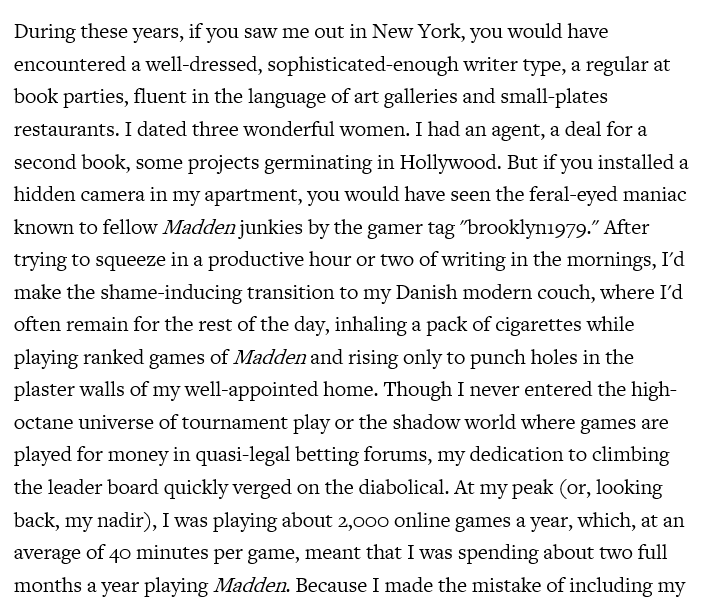 During these years, if you saw me out in New York, you would have
encountered a well-dressed, sophisticated-enough writer type, a regular at
book parties, fluent in the language of art galleries and small-plates
restaurants. I dated three wonderful women. I had an agent, a deal for a
second book, some projects germinating in Hollywood. But if you installed a
hidden camera in my apartment, you would have seen the feral-eyed maniac
known to fellow Madden junkies by the gamer tag "brooklyn1979." After
trying to squeeze in a productive hour or two of writing in the mornings, I'd
make the shame-inducing transition to my Danish modern couch, where I'd
often remain for the rest of the day, inhaling a pack of cigarettes while
playing ranked games of Madden and rising only to punch holes in the
plaster walls of my well-appointed home. Though I never entered the high-
octane universe of tournament play or the shadow world where games are
played for money in quasi-legal betting forums, my dedication to climbing
the leader board quickly verged on the diabolical. At my peak (or, looking
back, my nadir), I was playing about 2,000 online games a year, which, at an
average of 40 minutes per game, meant that I was spending about two full
months a year playing Madden. Because I made the mistake of including my